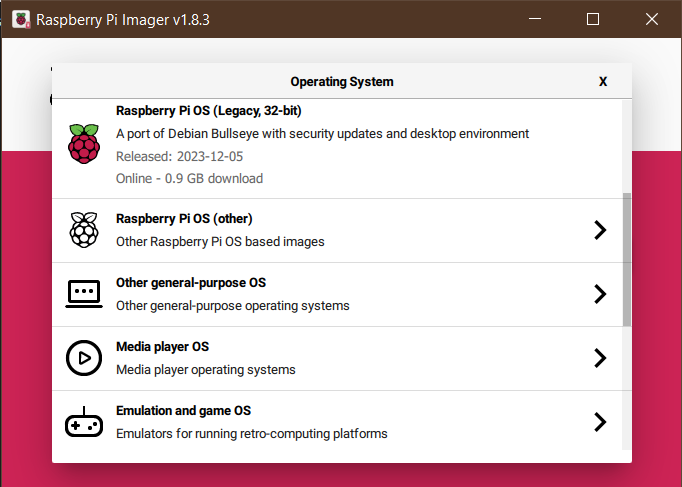 Raspberry Pi Imager v1.8.3
Operating System
X
Raspberry Pi OS (Legacy, 32-bit)
A port of Debian Bullseye with security updates and desktop environment
Released: 2023-12-05
Online - 0.9 GB download
Raspberry Pi OS (other)
Other Raspberry Pi OS based images
Other general-purpose OS
Other general-purpose operating systems
Media player OS
Media player operating systems
Emulation and game OS
Emulators for running retro-computing platforms